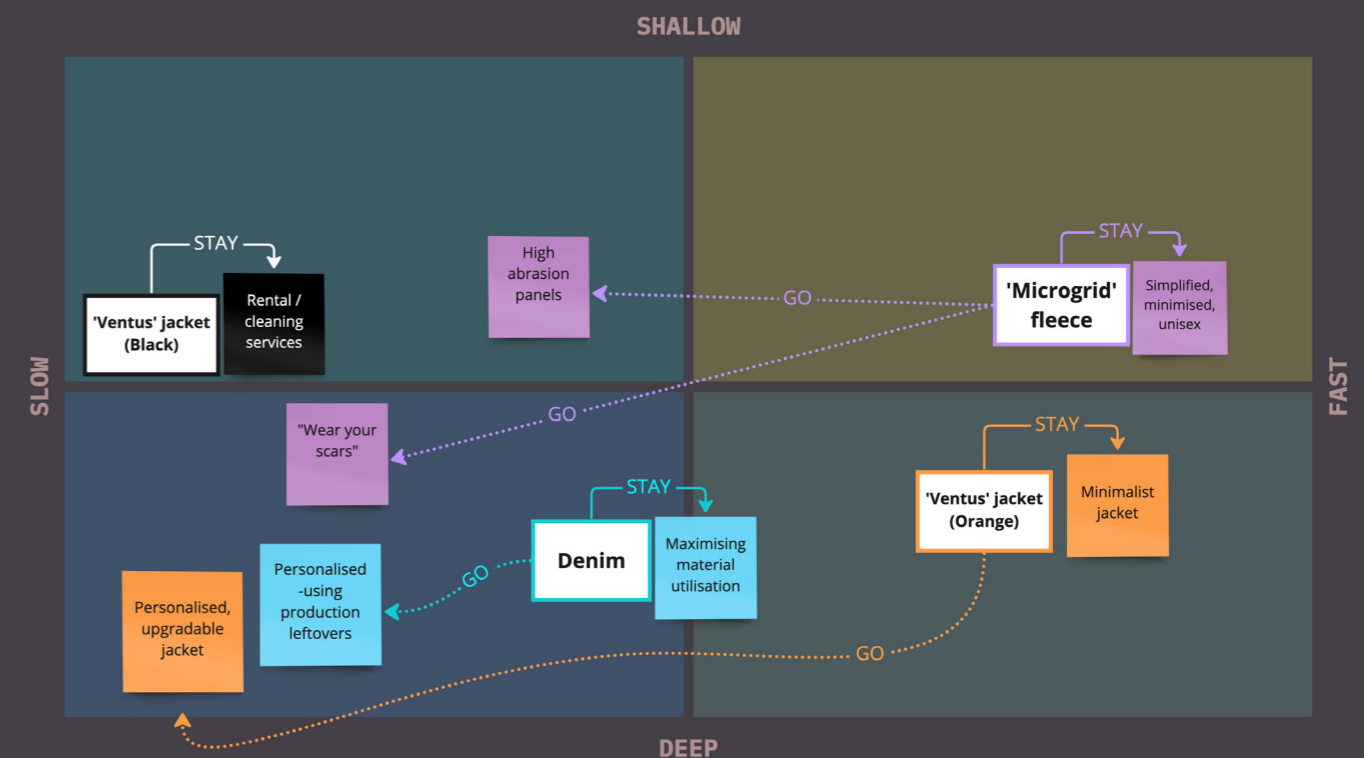 SHALLOW
STAY
'Ventus' jacket
(Black)
Rental /
cleaning
services
High
abrasion
panels
GO
STAY
'Microgrid'
fleece
Simplified,
minimised,
unisex
SLOW
FAST
"Wear your
scars"
GO
STAY
Denim
Maximising
material
utilisation
GO
Personalised
-using
production
leftovers
Personalised,
upgradable
jacket
STAY
'Ventus' jacket
(Orange)
Minimalist
jacket
GO
DEEP